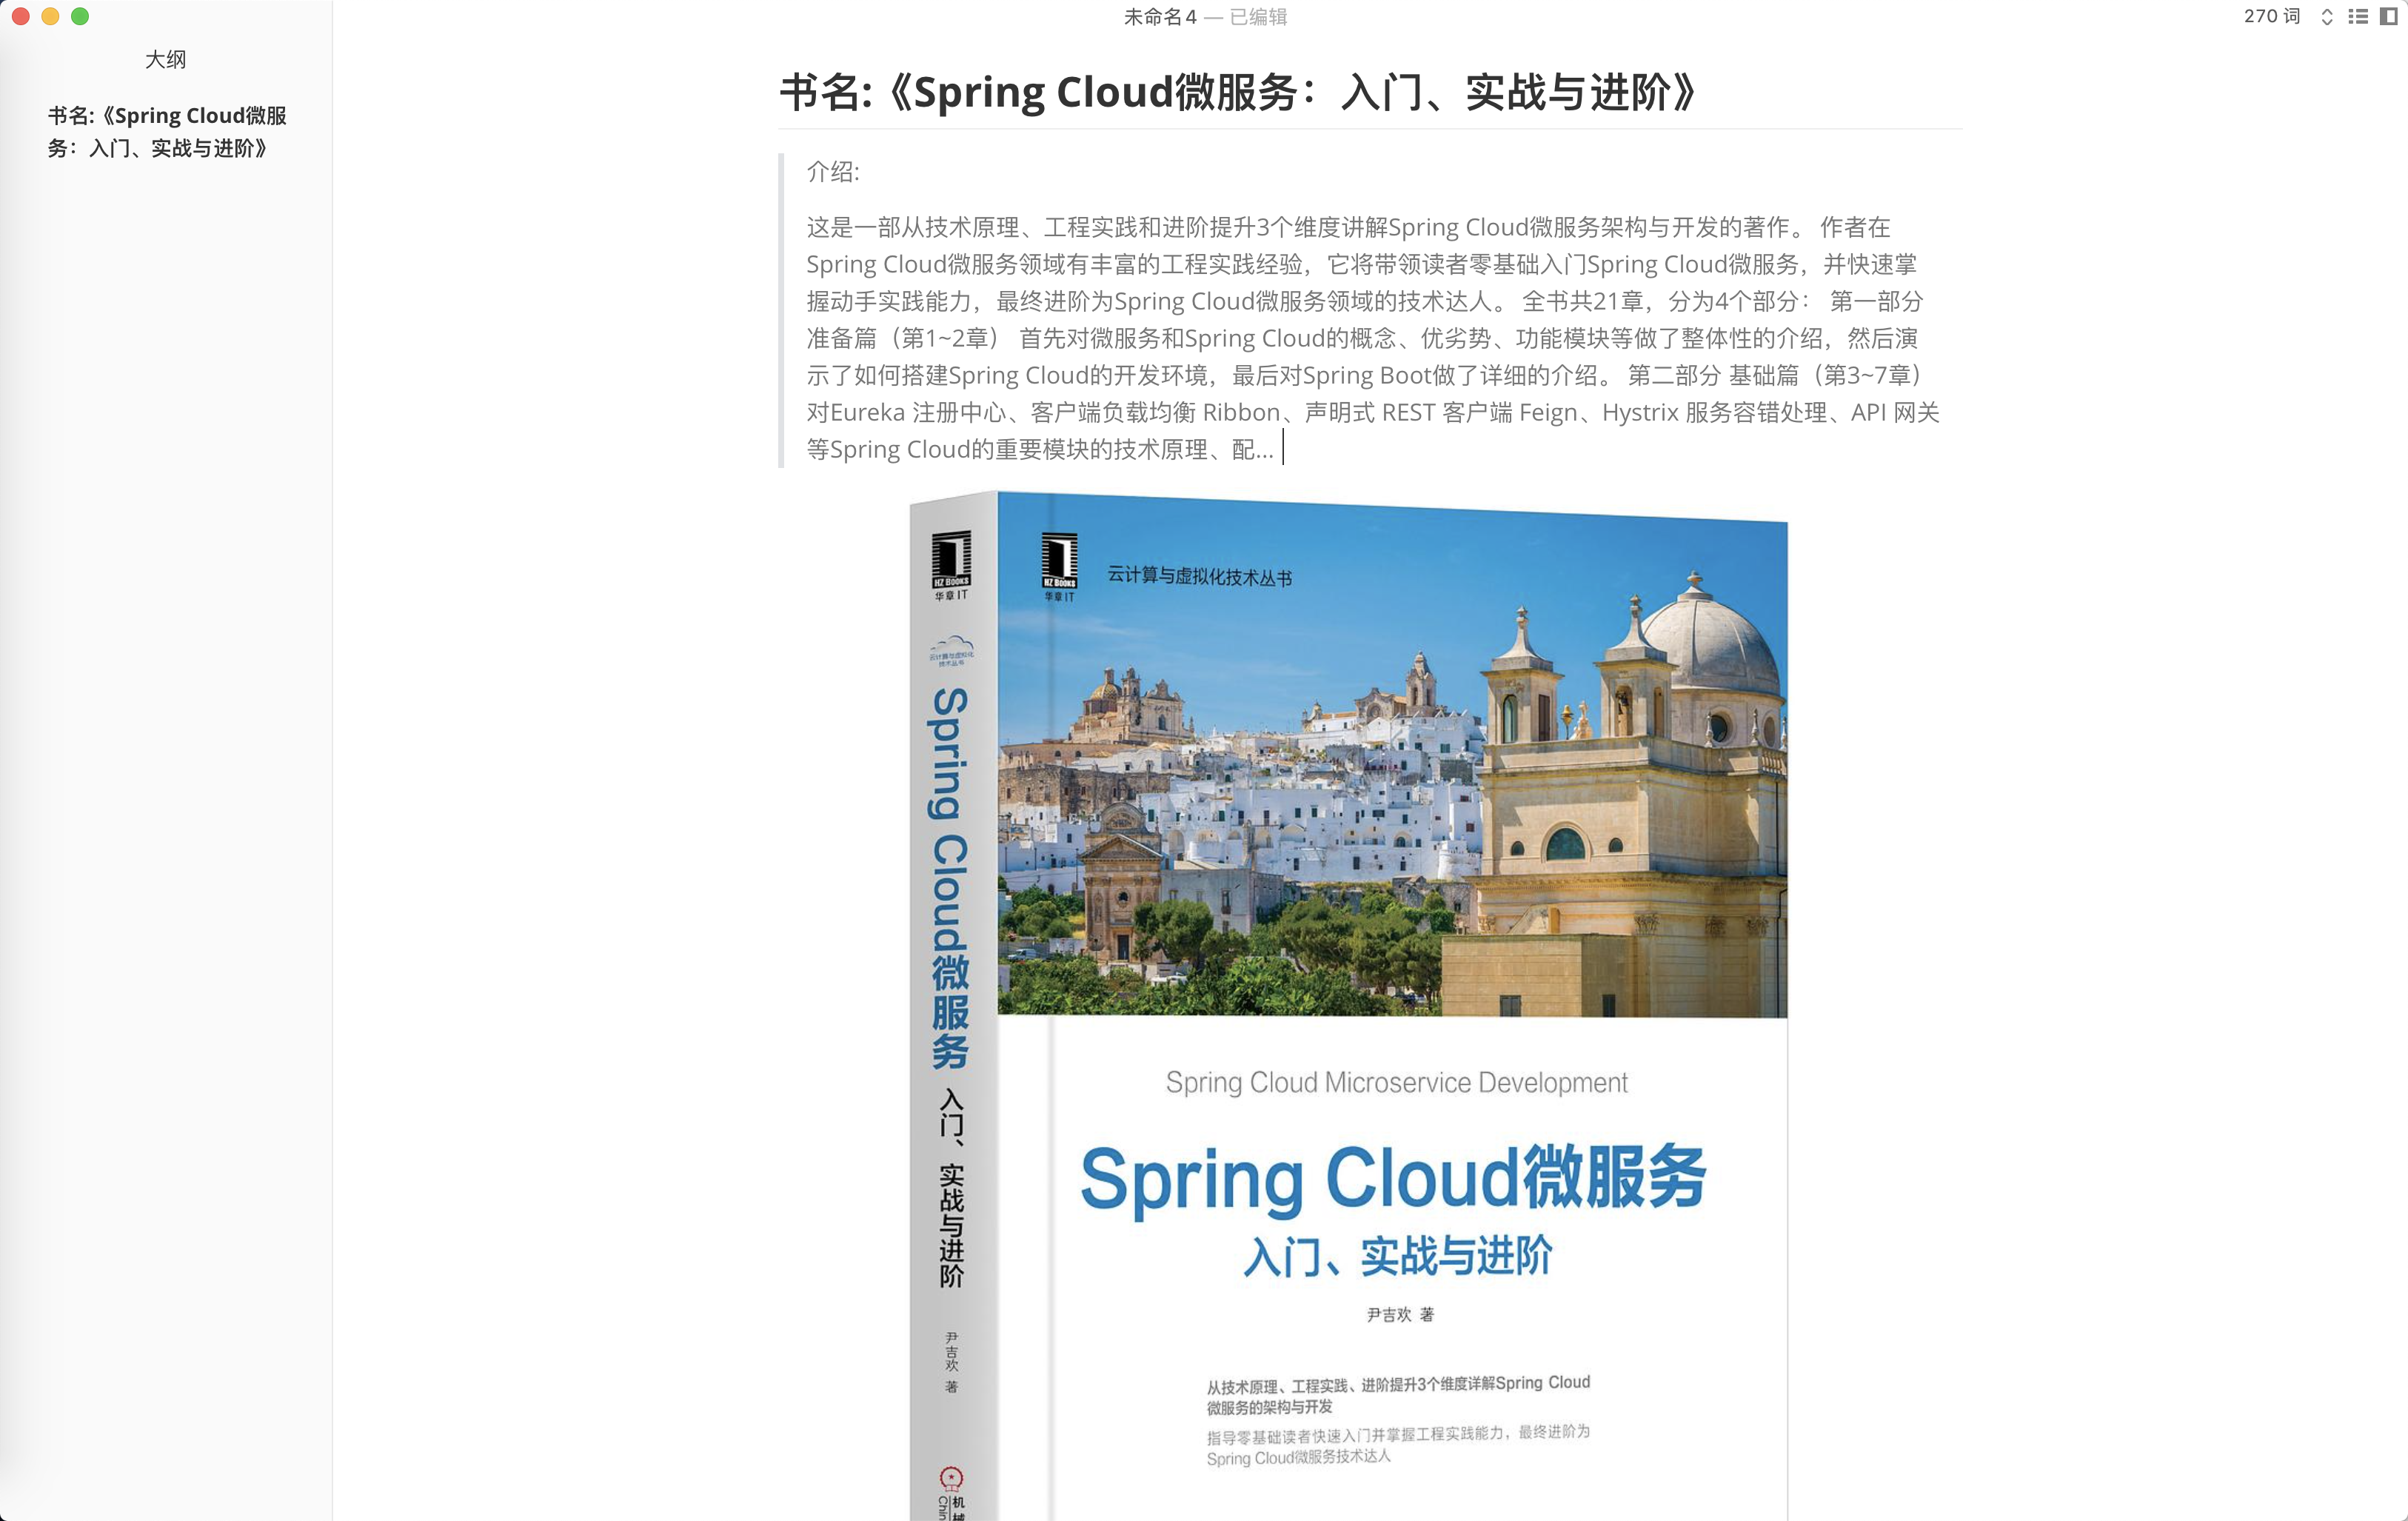 未命名 4 — 已编辑
270 词
大纲
书名:《Spring Cloud微服
务：入门、实战与进阶》
书名:《Spring Cloud微服务：入门、实战与进阶》
介绍:
这是一部从技术原理、工程实践和进阶提升3个维度讲解Spring Cloud微服务架构与开发的著作。 作者在
Spring Cloud微服务领域有丰富的工程实践经验，它将带领读者零基础入门Spring Cloud微服务，并快速掌
握动手实践能力，最终进阶为Spring Cloud微服务领域的技术达人。 全书共21章，分为4个部分： 第一部分
准备篇（第1~2章） 首先对微服务和Spring Cloud的概念、优劣势、功能模块等做了整体性的介绍，然后演
示了如何搭建Spring Cloud的开发环境，最后对Spring Boot做了详细的介绍。 第二部分 基础篇（第3~7章）
对Eureka 注册中心、客户端负载均衡 Ribbon、声明式 REST 客户端 Feign、Hystrix 服务容错处理、API 网关
等Spring Cloud的重要模块的技术原理、配...
HZ BOOKS
华章 IT
云计算与虚拟化
技术丛书
Spring Cloud微服务
入门、实战与进阶
尹吉欢 著
机械
Chin
HZ BOOKS
华章 IT
云计算与虚拟化技术丛书
Spring Cloud Microservice Development
Spring Cloud微服务
入门、实战与进阶
尹吉欢 著
从技术原理、工程实践、进阶提升3个维度详解Spring Cloud
微服务的架构与开发
指导零基础读者快速入门并掌握工程实践能力，最终进阶为
Spring Cloud微服务技术达人